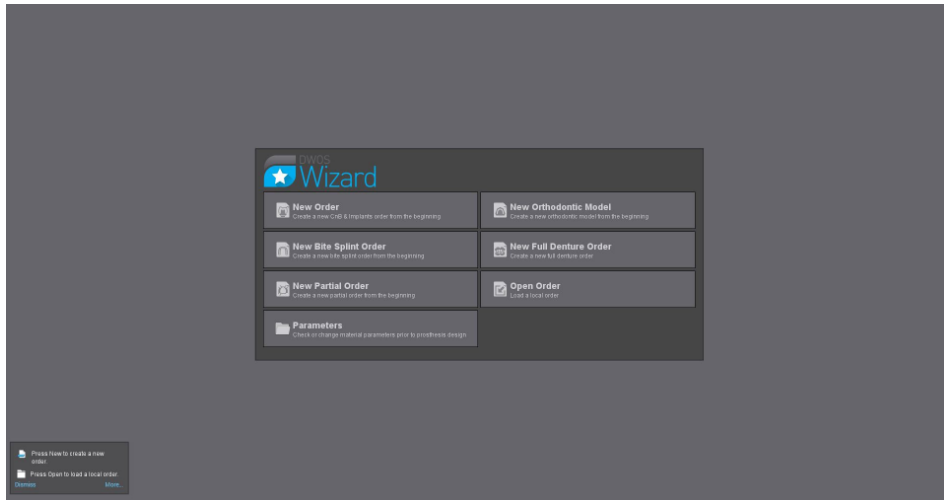 DWOS
Wizard
New Order
Create a new CnB & Implants order from the beginning
New Orthodontic Model
Create a new orthodontic model from the beginning
New Bite Splint Order
Create a new bite splint order from the beginning
New Full Denture Order
Create a new full denture order
New Partial Order
Create a new partial order from the beginning
Open Order
Load a local order
Parameters
Check or change material parameters prior to prosthesis design
Press New to create a new
order.
Press Open to load a local order.
Dismiss
More...